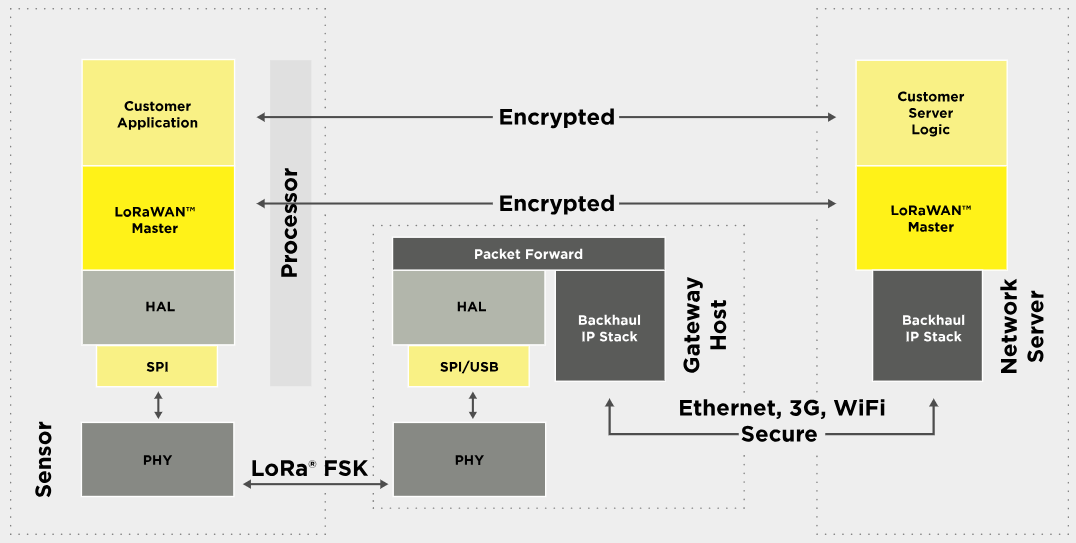 Customer
Application
LoRaWAN™
Master
HAL
SPI
PHY
Sensor
Processor
Encrypted
Encrypted
LoRa® FSK
Packet Forward
HAL
SPI/USB
PHY
Backhaul
IP Stack
Gateway
Host
Ethernet, 3G, WiFi
Secure
Customer
Server
Logic
LoRaWAN™
Master
Backhaul
IP Stack
Network
Server